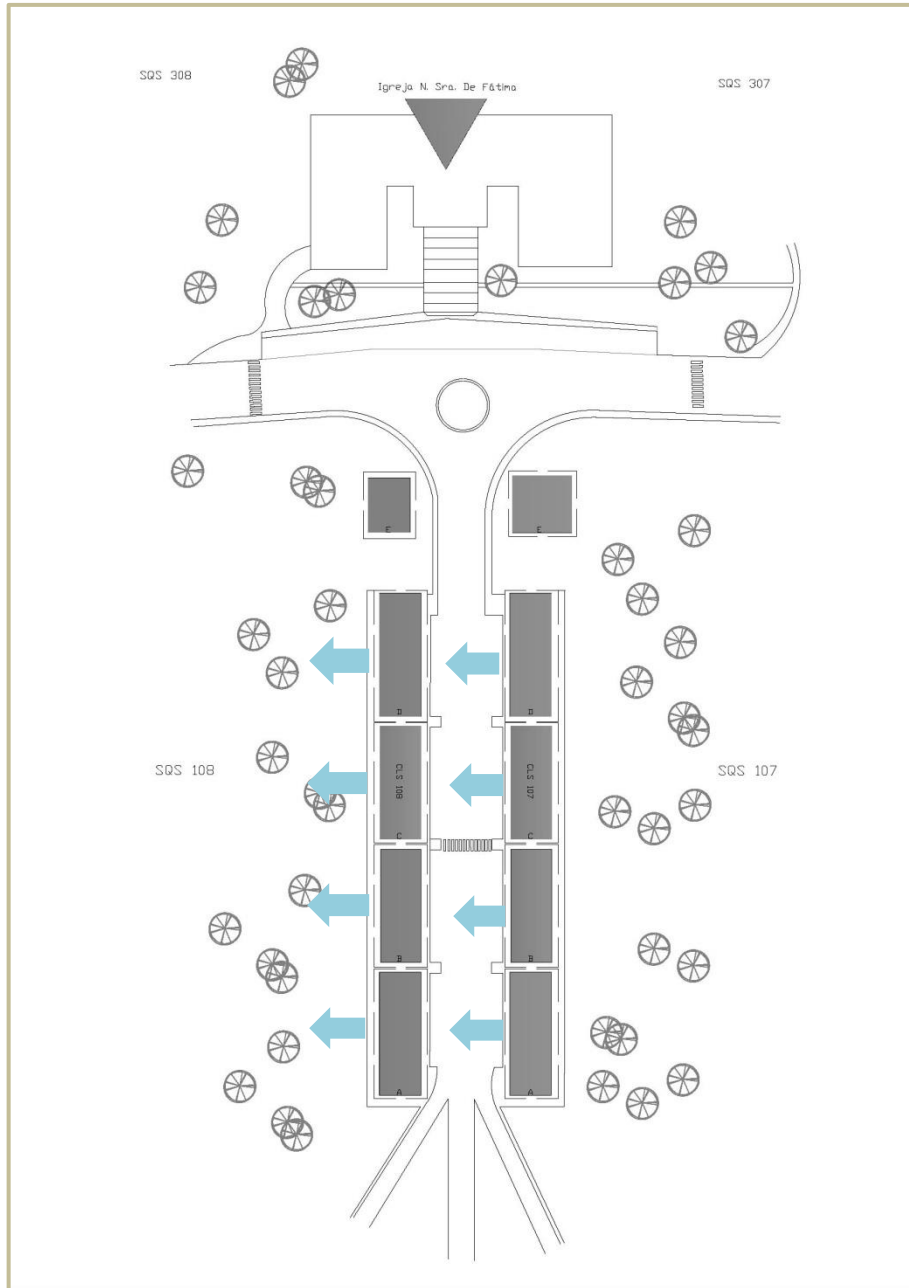 SQS 308
SQS 307
Igreja N. Sra. De Fátima
E
E
D
D
SQS 108
CLS 108
CLS 107
SQS 107
C
C
B
B
A
A